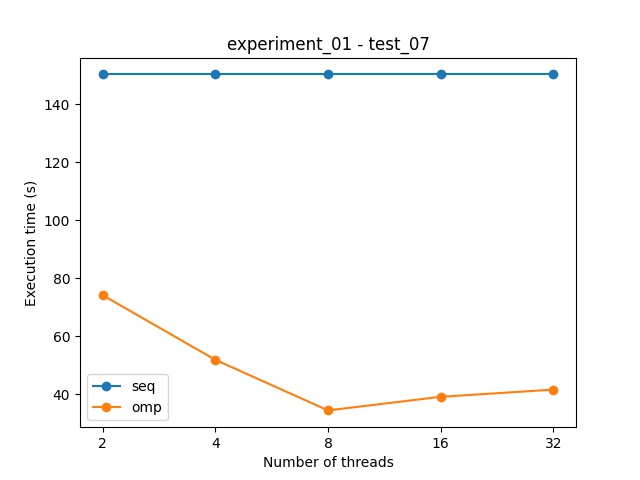 experiment_01 - test_07
Execution time (s)
140
120
100
80
60
40
seq
omp
2 4 8 16 32
Number of threads